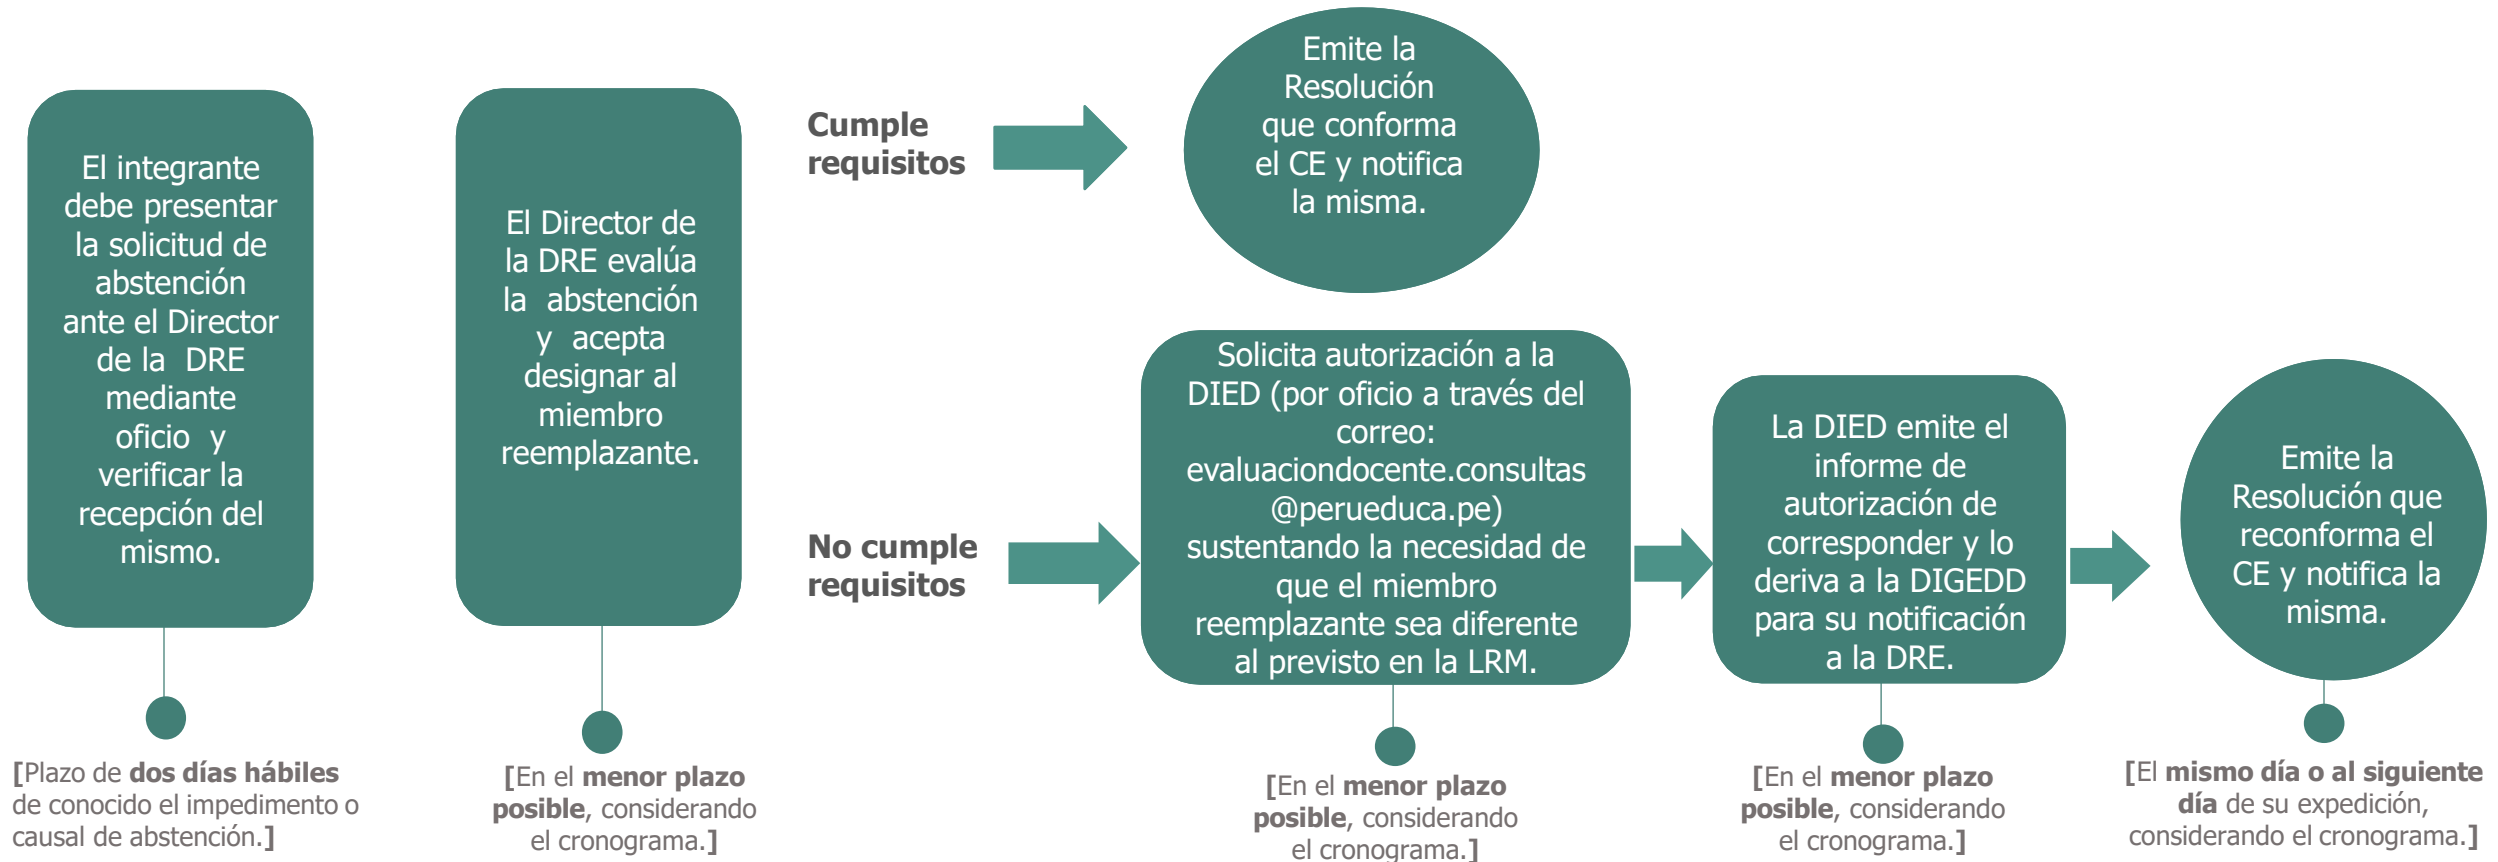 El integrante
debe presentar
la solicitud de
abstención
ante el Director
de la DRE
mediante
oficio y
verificar la
recepción del
mismo.
[Plazo de dos días hábiles
de conocido el impedimento o
causal de abstención.]
El Director de
la DRE evalúa
la abstención
y acepta
designar al
miembro
reemplazante.
[En el menor plazo
posible, considerando
el cronograma.]
Cumple
requisitos
Emite la
Resolución
que conforma
el CE y notifica
la misma.
No cumple
requisitos
Solicita autorización a la
DIED (por oficio a través del
correo:
evaluaciondocente.consultas
@perueduca.pe)
sustentando la necesidad de
que el miembro
reemplazante sea diferente
al previsto en la LRM.
[En el menor plazo
posible, considerando
el cronograma.]
La DIED emite el
informe de
autorización de
corresponder y lo
deriva a la DIGEDD
para su notificación
a la DRE.
[En el menor plazo
posible, considerando
el cronograma.]
Emite la
Resolución que
reconforma el
CE y notifica la
misma.
[El mismo día o al siguiente
día de su expedición,
considerando el cronograma.]